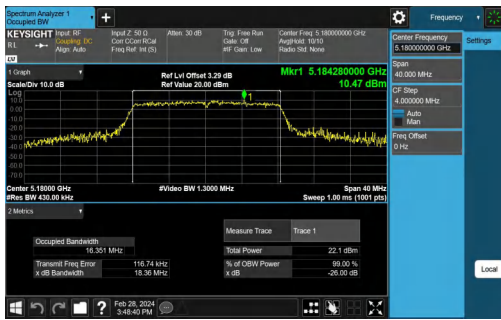 Spectrum Analyzer 1
Occupied BW
+
Frequency
KEYSIGHT Input: RF Input Z: 50 Ω Atten: 30 dB Trig: Free Run Center Freq: 5.180000000 GHz
RL Coupling: DC Corr CCorr RCal Gate: Off Avg|Hold: 10/10
Align: Auto Freq Ref: Int (S) #IF Gain: Low Radio Std: None
LM
Center Frequency
5.180000000 GHz
Settings
Span
40.000 MHz
CF Step
4.000000 MHz
Auto
Man
Freq Offset
0 Hz
Local
1 Graph
Scale/Div 10.0 dB
Ref Lvl Offset 3.29 dB
Ref Value 20.00 dBm
Mkr1 5.184280000 GHz
10.47 dBm
Log
10.0
0.00
-10.0
-20.0
-30.0
-40.0
-50.0
-60.0
-70.0
1
Center 5.18000 GHz #Video BW 1.3000 MHz Span 40 MHz
#Res BW 430.00 kHz Sweep 1.00 ms (1001 pts)
2 Metrics
Measure Trace Trace 1
Occupied Bandwidth
16.351 MHz Total Power 22.1 dBm
Transmit Freq Error 116.74 kHz % of OBW Power 99.00 %
x dB Bandwidth 18.36 MHz x dB -26.00 dB
?
Feb 28, 2024
3:48:40 PM